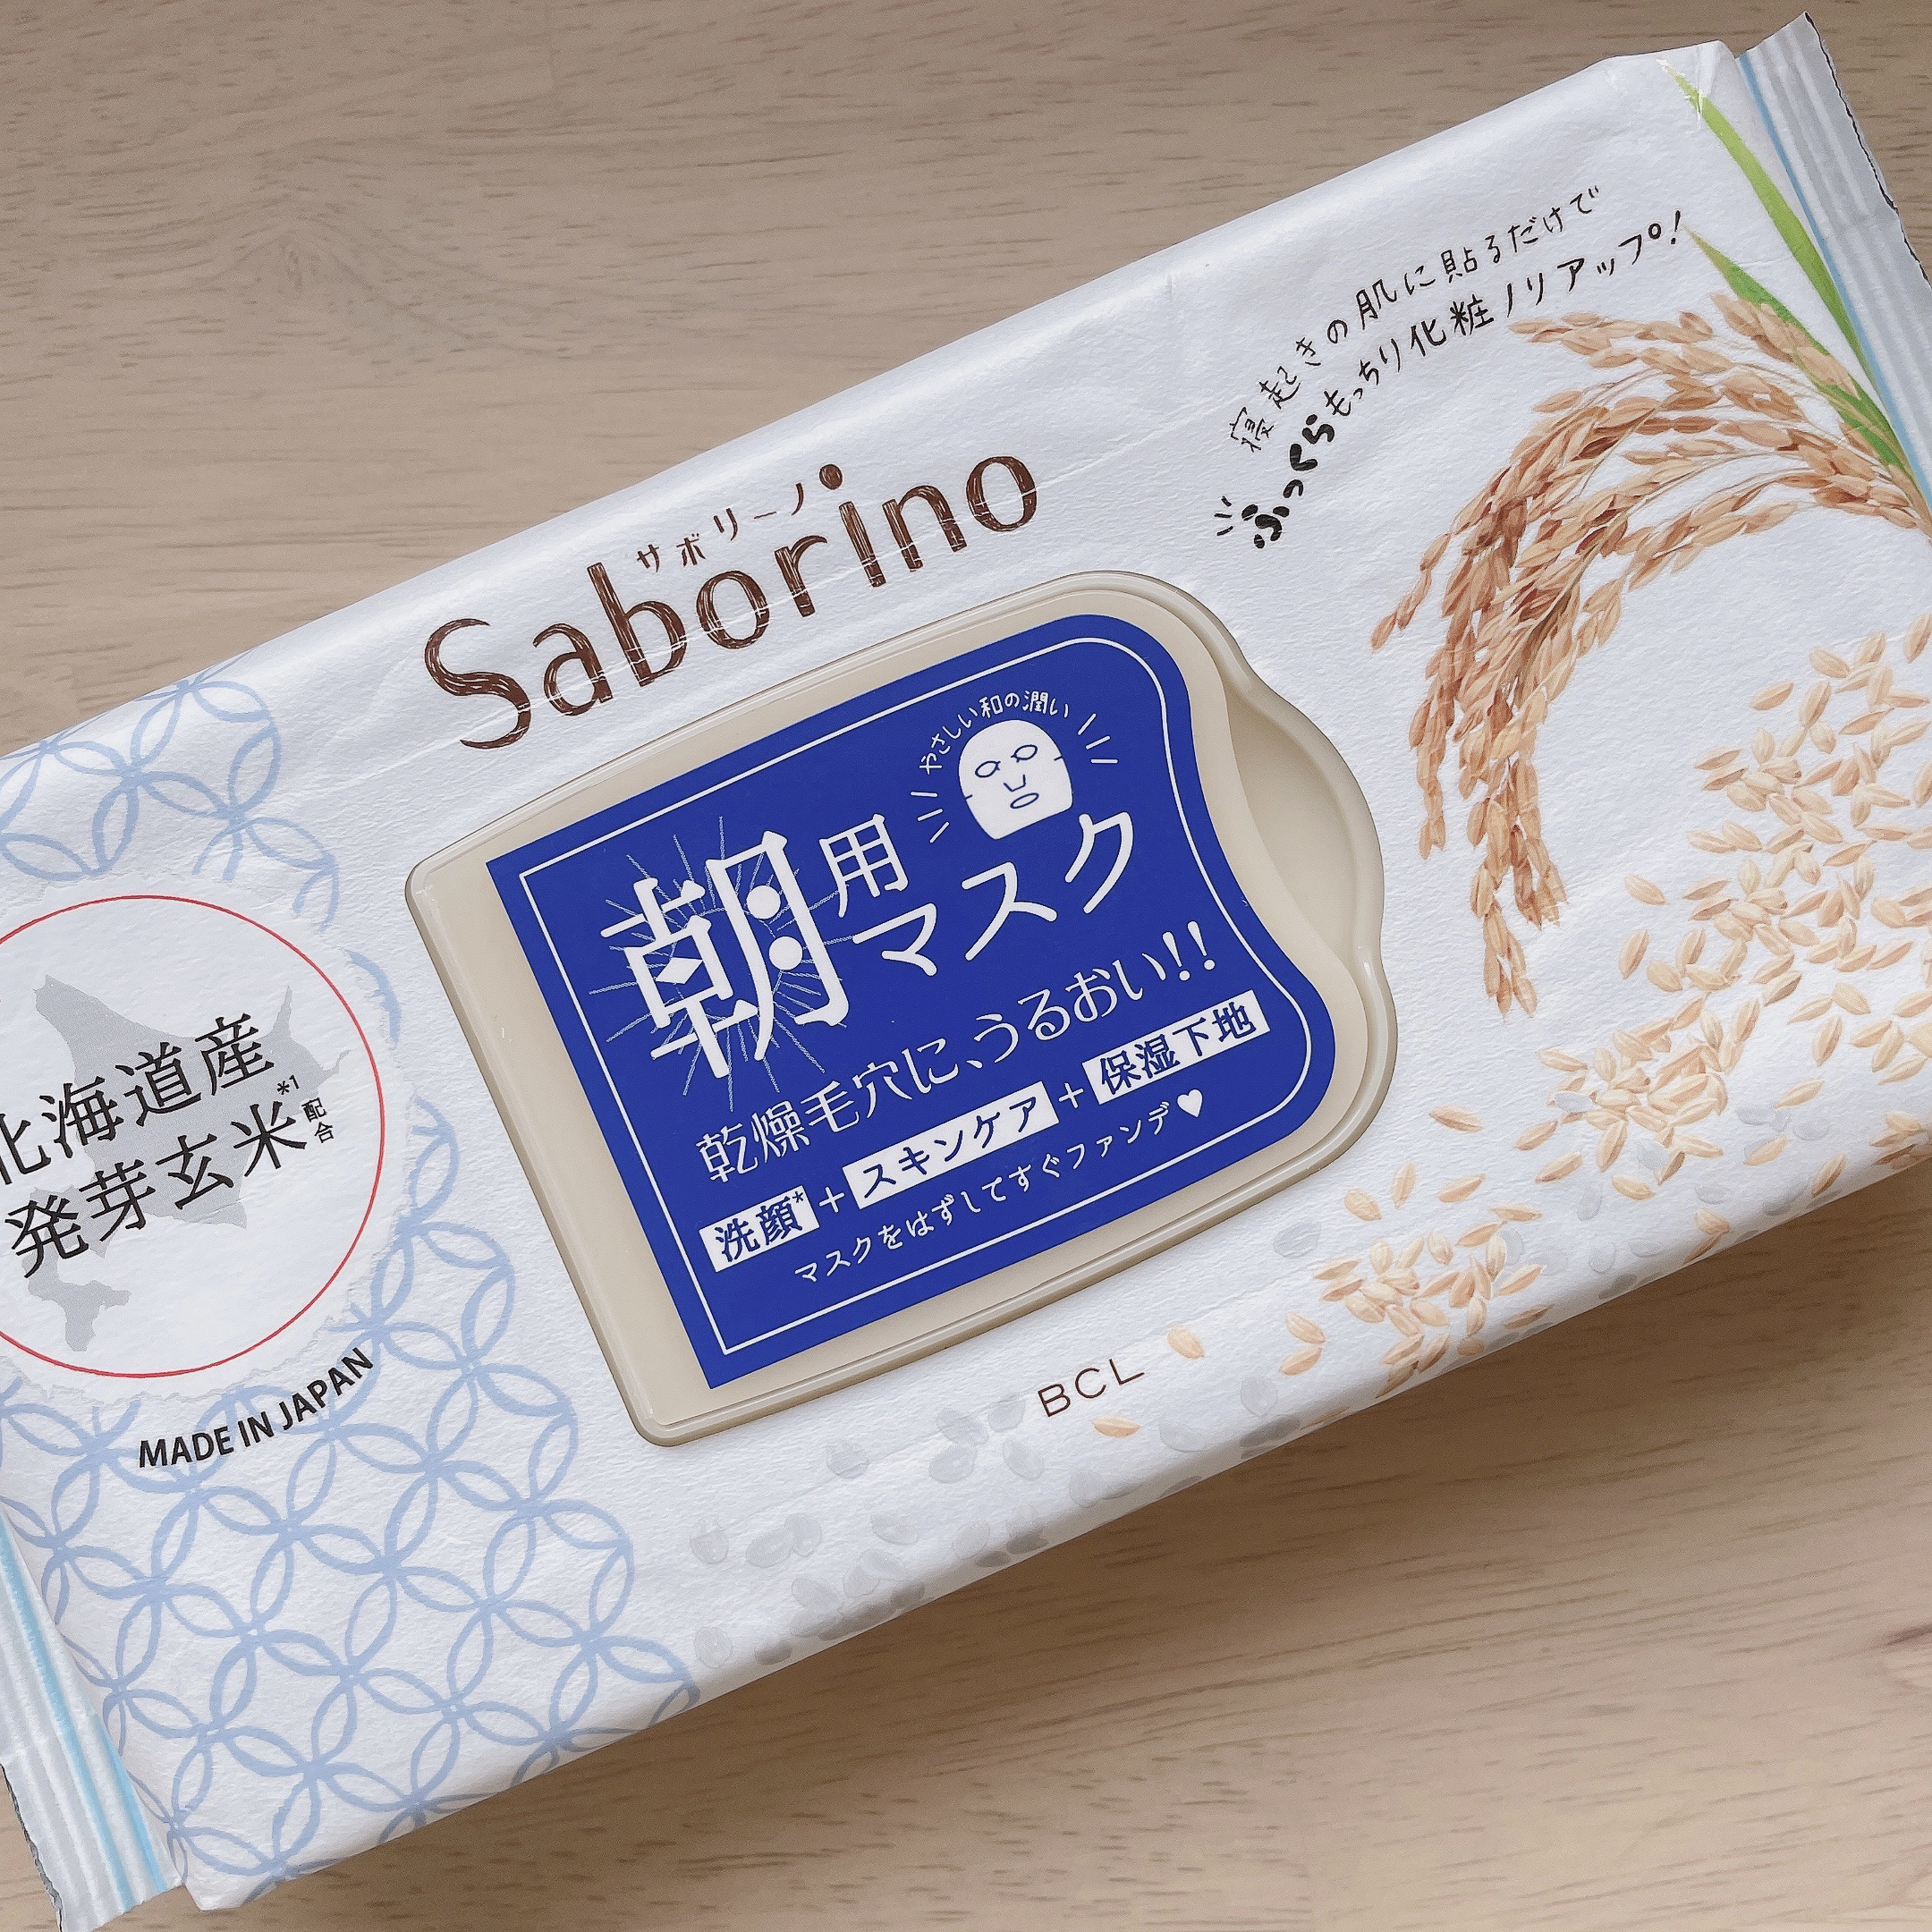 寝起きの肌に貼るだけで
ふっくらもっちり化粧ノリアップ!
サボリーノ
Saborino
やさしい和の潤い
朝用マスク
乾燥毛穴に、うるおい!!
洗顔*+スキンケア+保湿下地
マスクをはずしてすぐファンデ♥
北海道産
発芽玄米*1配合
MADE IN JAPAN
BCL